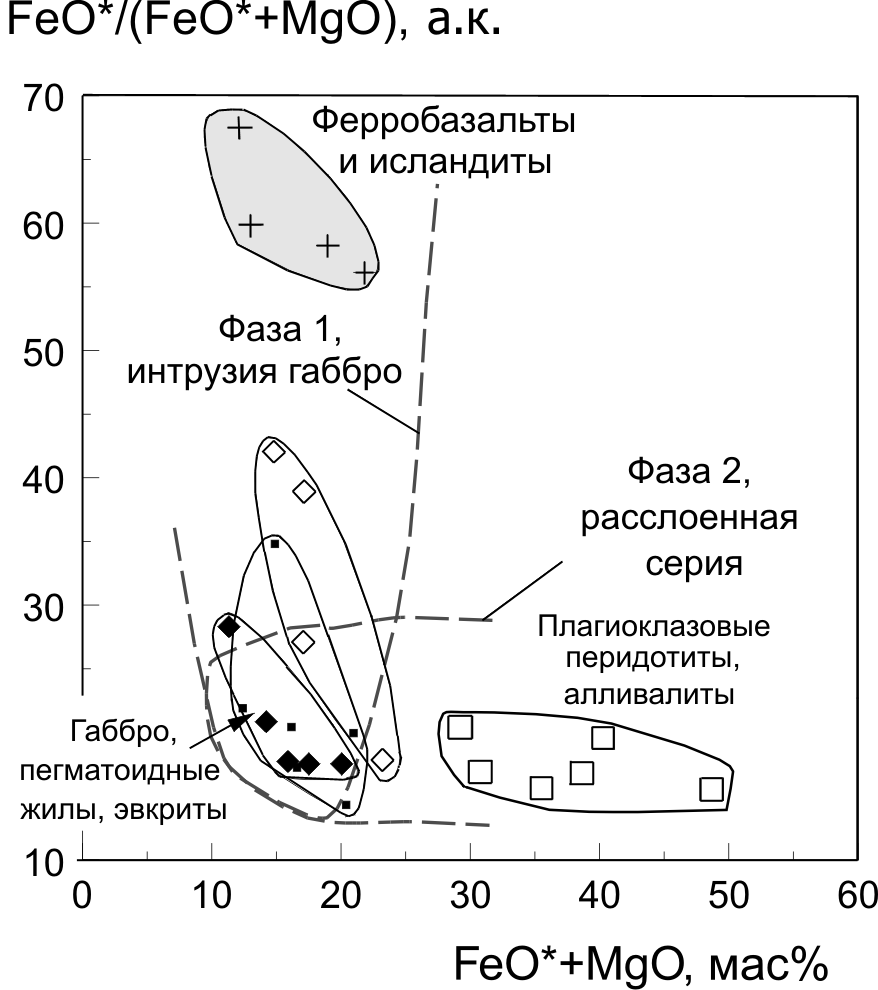 FeO*/(FeO*+MgO), а.к.
70
Ферробазальты
и исландиты
60
Фаза 1,
интрузия габбро
50
40
Фаза 2,
расслоенная
серия
30
Плагиоклазовые
перидотиты,
алливалиты
Габбро,
пегматоидные
жилы, эвкриты
10
0 10 20 30 40 50 60
FeO*+MgO, мас%